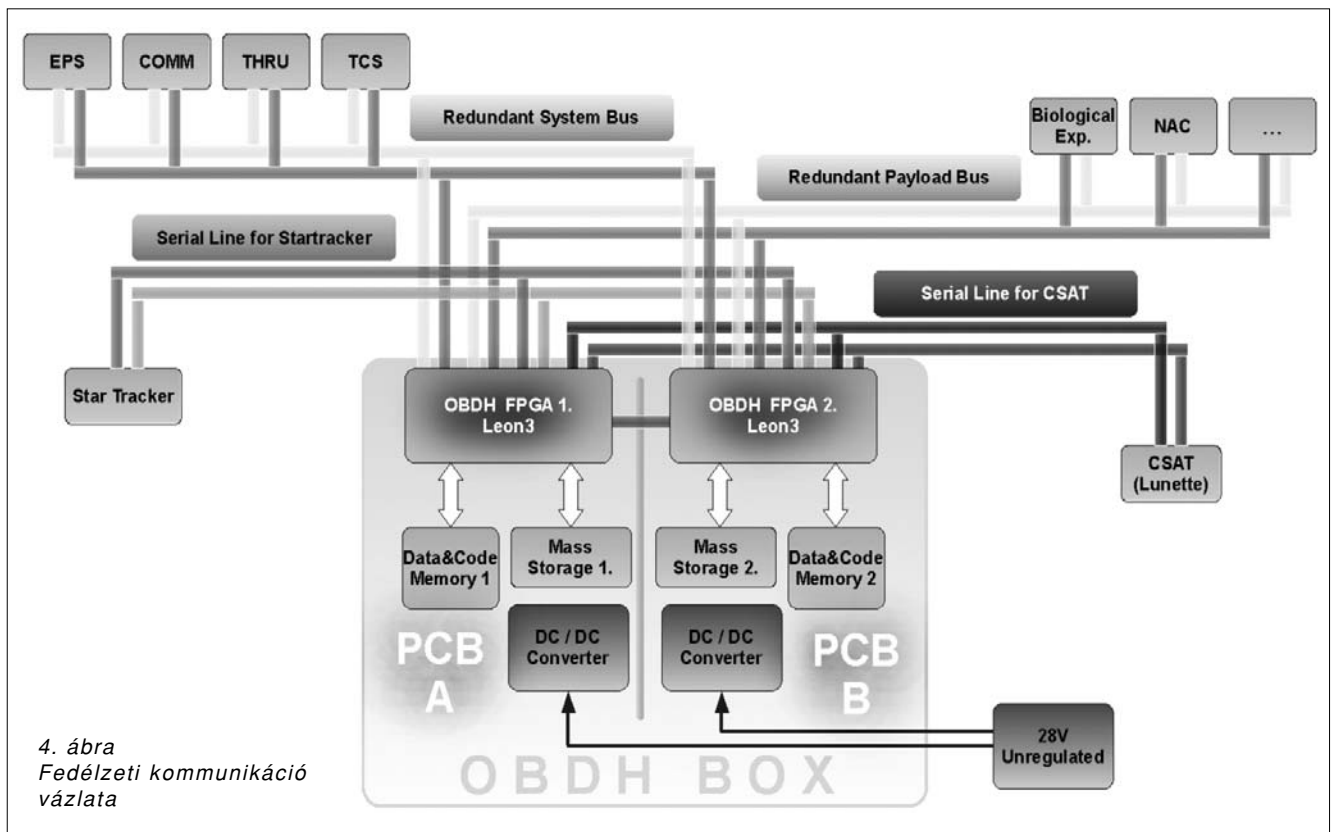 EPS
COMM
THRU
TCS
Redundant System Bus
Biological
Exp.
NAC
...
Redundant Payload Bus
Serial Line for Startracker
Serial Line for CSAT
Star Tracker
OBDH FPGA 1.
Leon3
OBDH FPGA 2.
Leon3
CSAT
(Lunette)
Data&Code
Memory 1
Mass
Storage 1.
Mass
Storage 2.
Data&Code
Memory 2
PCB
A
DC / DC
Converter
DC / DC
Converter
PCB
B
28V
Unregulated
OBDH BOX
4. ábra
Fedélzeti kommunikáció
vázlata